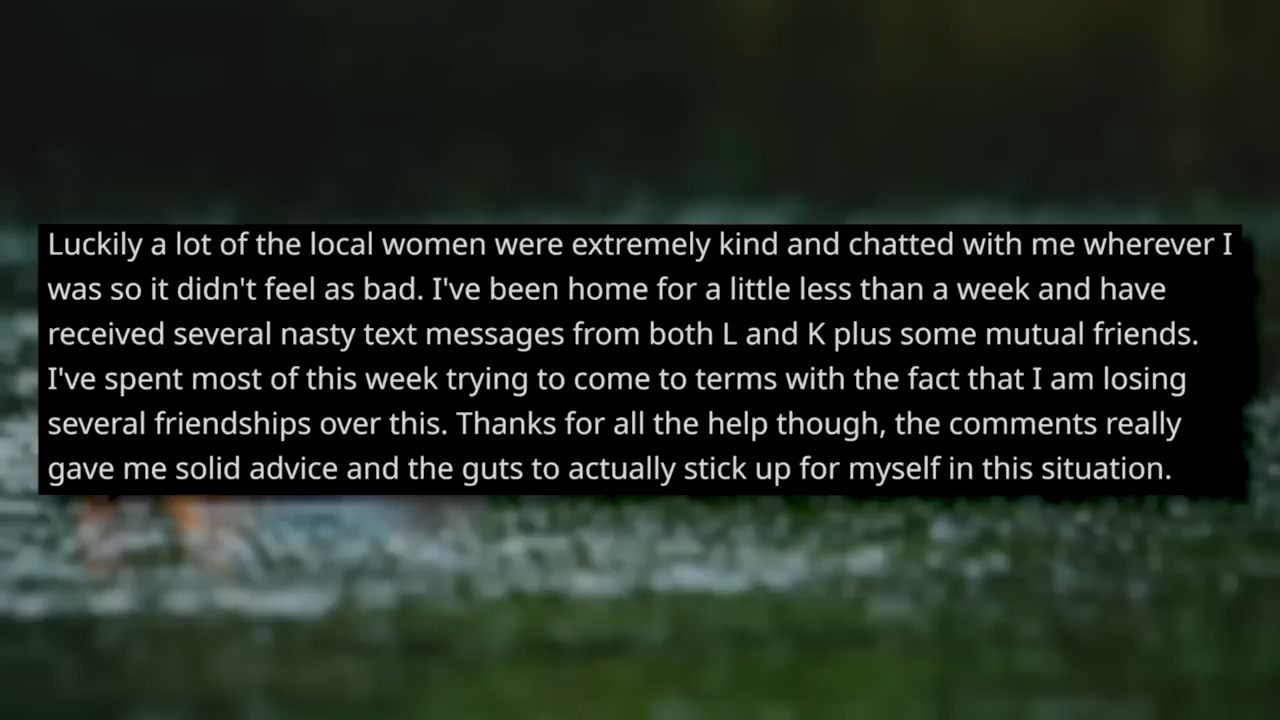 Luckily a lot of the local women were extremely kind and chatted with me wherever I
was so it didn't feel as bad. I've been home for a little less than a week and have
received several nasty text messages from both L and K plus some mutual friends.
I've spent most of this week trying to come to terms with the fact that I am losing
several friendships over this. Thanks for all the help though, the comments really
gave me solid advice and the guts to actually stick up for myself in this situation.